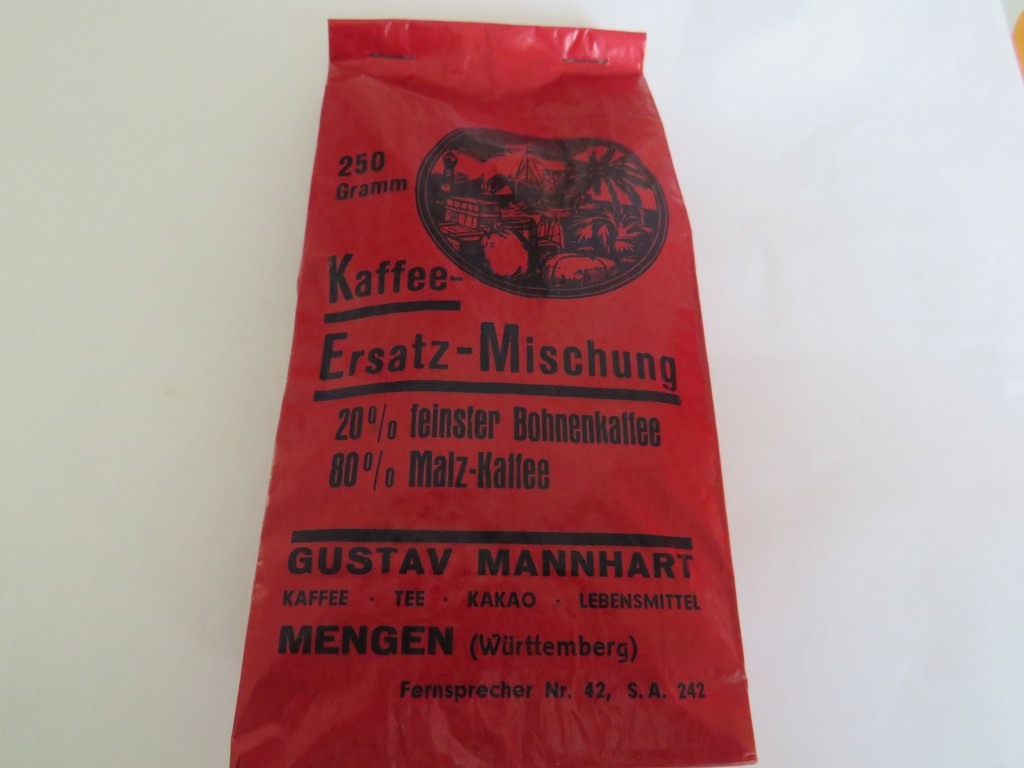 250
Gramm
Kaffee-
Ersatz-Mischung
20% feinster Bohnenkaffee
80% Malz-Kaffee
GUSTAV MANNHART
KAFFEE · TEE · KAKAO · LEBENSMITTEL
MENGEN (Württemberg)
Fernsprecher Nr. 42, S.A. 242